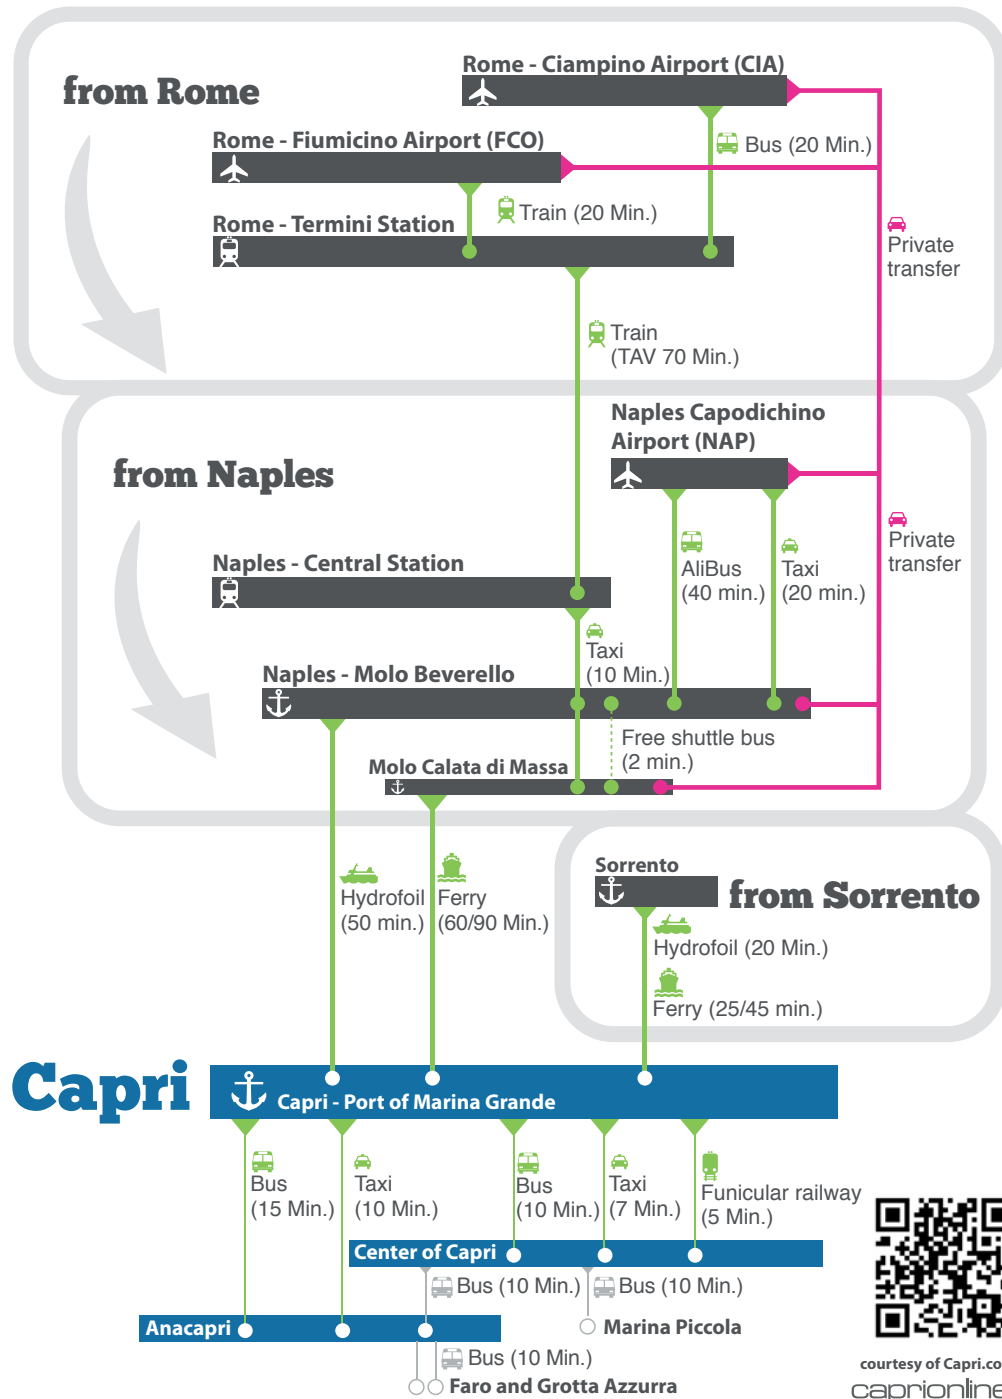 from Rome
Rome - Ciampino Airport (CIA)
Bus (20 Min.)
Rome - Fiumicino Airport (FCO)
Train (20 Min.)
Rome - Termini Station
Private
transfer
Train
(TAV 70 Min.)
from Naples
Naples Capodichino
Airport (NAP)
AliBus
(40 min.)
Taxi
(20 min.)
Private
transfer
Naples - Central Station
Taxi
(10 Min.)
Naples - Molo Beverello
Free shuttle bus
(2 min.)
Molo Calata di Massa
Hydrofoil
(50 min.)
Ferry
(60/90 Min.)
Sorrento
from Sorrento
Hydrofoil (20 Min.)
Ferry (25/45 min.)
Capri
Capri - Port of Marina Grande
Bus
(15 Min.)
Taxi
(10 Min.)
Bus
(10 Min.)
Taxi
(7 Min.)
Funicular railway
(5 Min.)
Center of Capri
Bus (10 Min.)
Bus (10 Min.)
Anacapri
Marina Piccola
Bus (10 Min.)
Faro and Grotta Azzurra
courtesy of Capri.co
caprionline